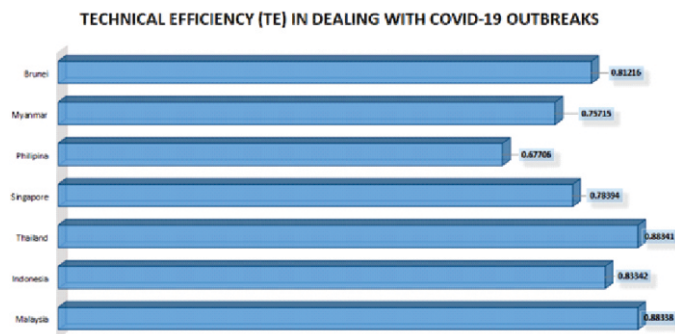 TECHNICAL EFFICIENCY (TE) IN DEALING WITH COVID-19 OUTBREAKS
Brunei 0.81216
Myanmar 0.75715
Philipina 0.67706
Singapore 0.78394
Thailand 0.88341
Indonesia 0.83342
Malaysia 0.88338